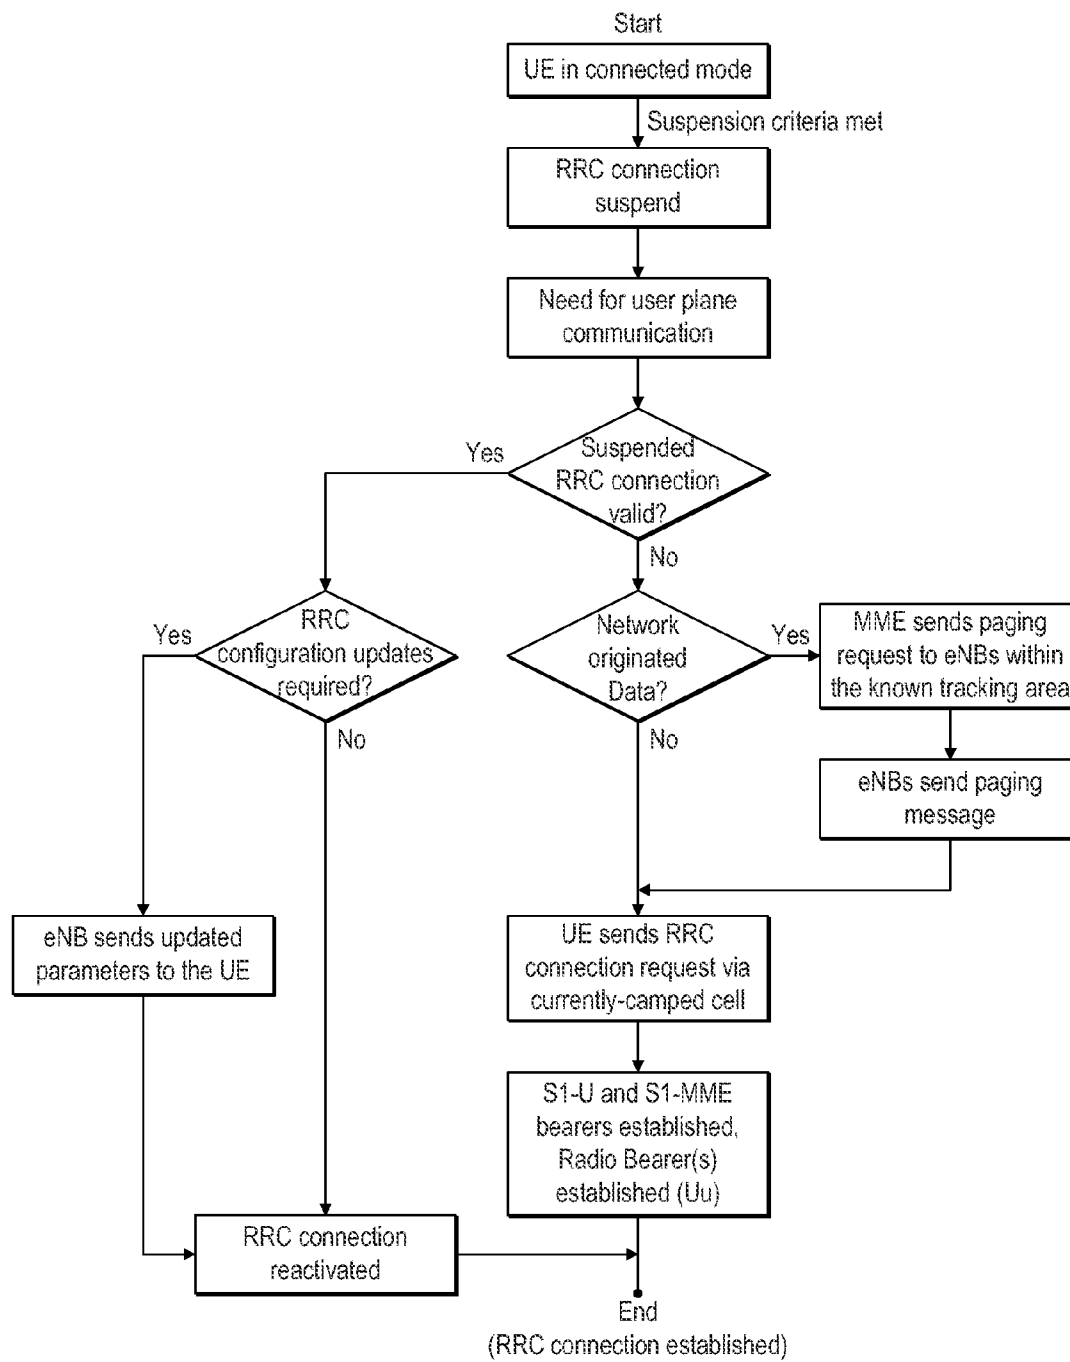 Start
UE in connected mode
Suspension criteria met
RRC connection
suspend
Need for user plane
communication
Yes
Suspended
RRC connection
valid?
No
Yes
RRC
configuration updates
required?
No
Network
originated
Data?
Yes
No
MME sends paging
request to eNBs within
the known tracking area
eNBs send paging
message
eNB sends updated
parameters to the UE
UE sends RRC
connection request via
currently-camped cell
S1-U and S1-MME
bearers established,
Radio Bearer(s)
established (Uu)
RRC connection
reactivated
End
(RRC connection established)